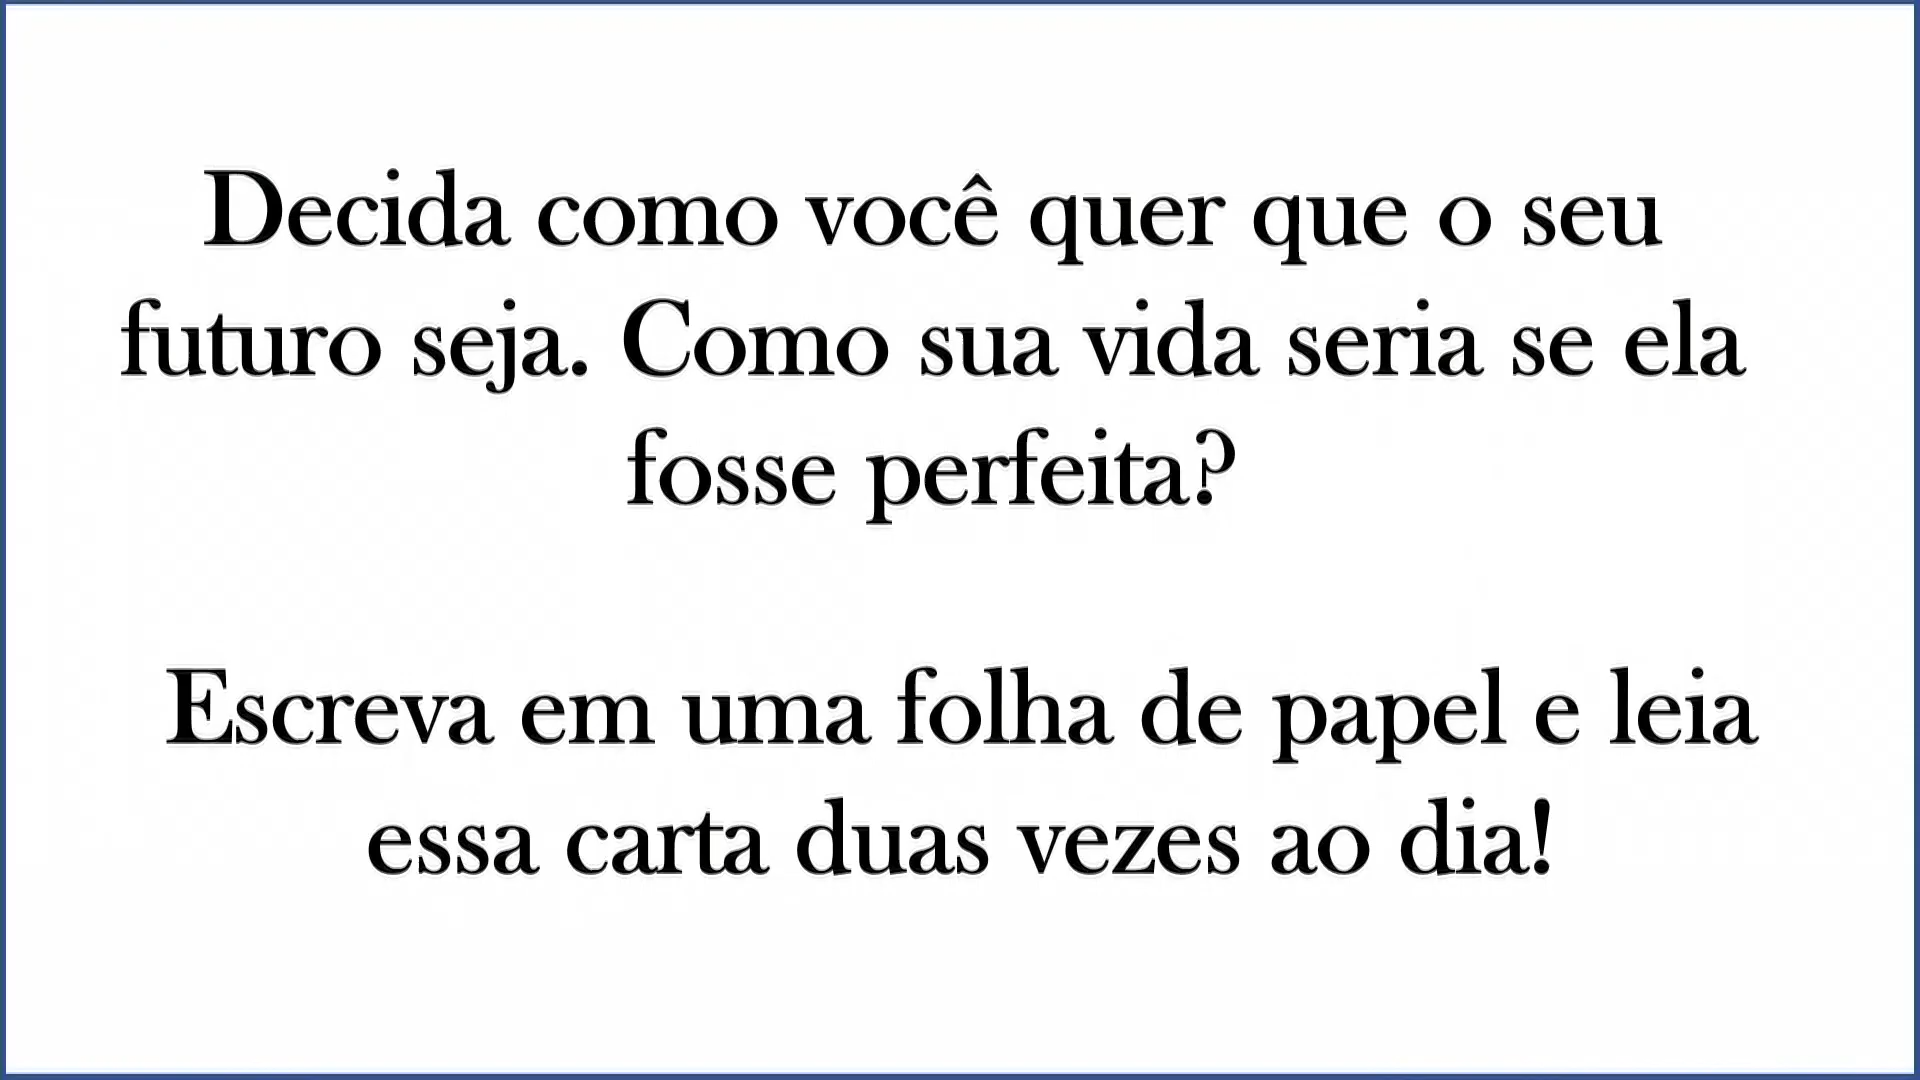 Decida como você quer que o seu
futuro seja. Como sua vida seria se ela
fosse perfeita?
Escreva em uma folha de papel e leia
essa carta duas vezes ao dia!